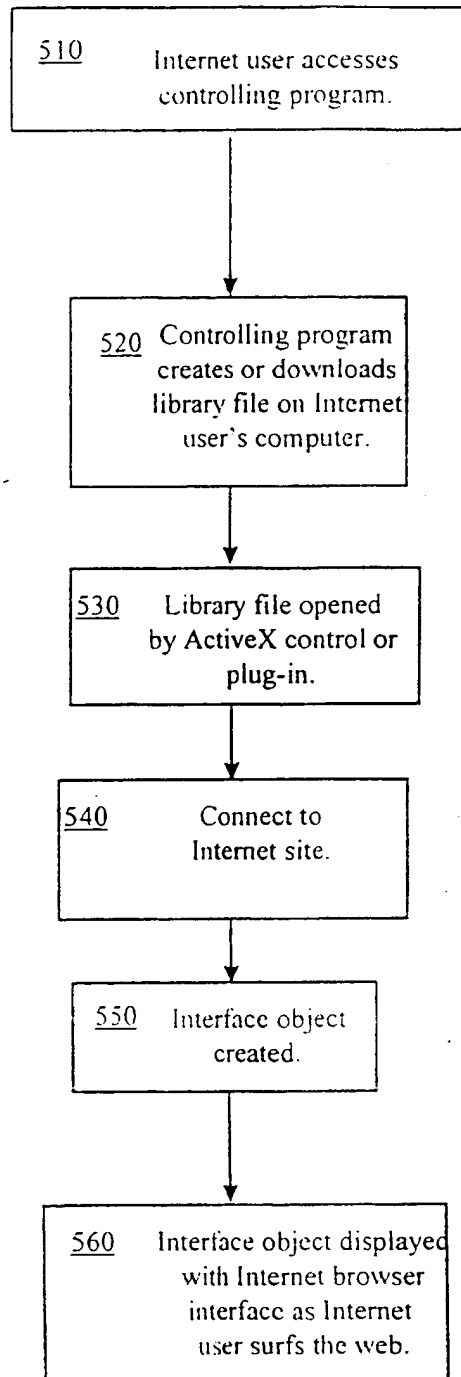 510 Internet user accesses
controlling program.
520 Controlling program
creates or downloads
library file on Internet
user's computer.
530 Library file opened
by ActiveX control or
plug-in.
540 Connect to
Internet site.
550 Interface object
created.
560 Interface object displayed
with Internet browser
interface as Internet
user surfs the web.